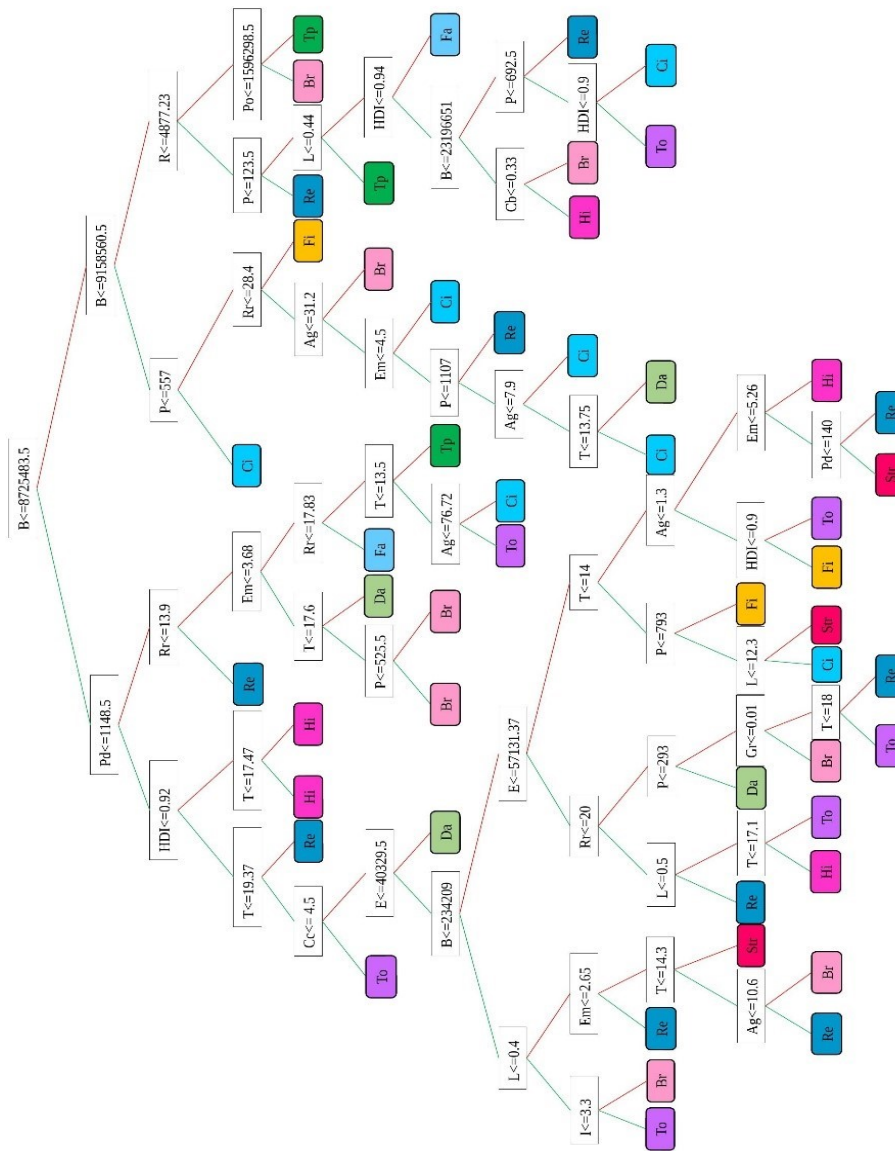 B<=8725483.5
Pd<=1148.5
B<=9158560.5
HDI<=0.92
Rr<=13.9
P<=557
R<=4877.23
T<=19.37
T<=17.47
Re
Em<=3.68
Ci
Rr<=28.4
P<=123.5
Po<=1596298.5
Cc<= 4.5
Re
Hi
Hi
T<=17.6
Rr<=17.83
Ag<=31.2
Fi
Re
L<=0.44
Br
Tp
To
E<=40329.5
P<=525.5
Da
Fa
T<=13.5
Em<=4.5
Br
Tp
HDI<=0.94
B<=234209
Da
Br
Br
Ag<=76.72
Tp
P<=1107
Ci
B<=23196651
Fa
L<=0.4
E<=57131.37
To
Ci
Ag<=7.9
Re
Cb<=0.33
P<=692.5
I<=3.3
Em<=2.65
Rr<=20
T<=14
T<=13.75
Ci
Hi
Br
HDI<=0.9
Re
To
Br
Re
T<=14.3
L<=0.5
P<=293
P<=793
Ag<=1.3
Ci
Da
To
Ci
Ag<=10.6
Str
Re
T<=17.1
Da
Gr<=0.01
L<=12.3
Fi
HDI<=0.9
Em<=5.26
Re
Br
Hi
To
Br
T<=18
Ci
Str
Fi
To
Pd<=140
Hi
To
Re
Str
Re